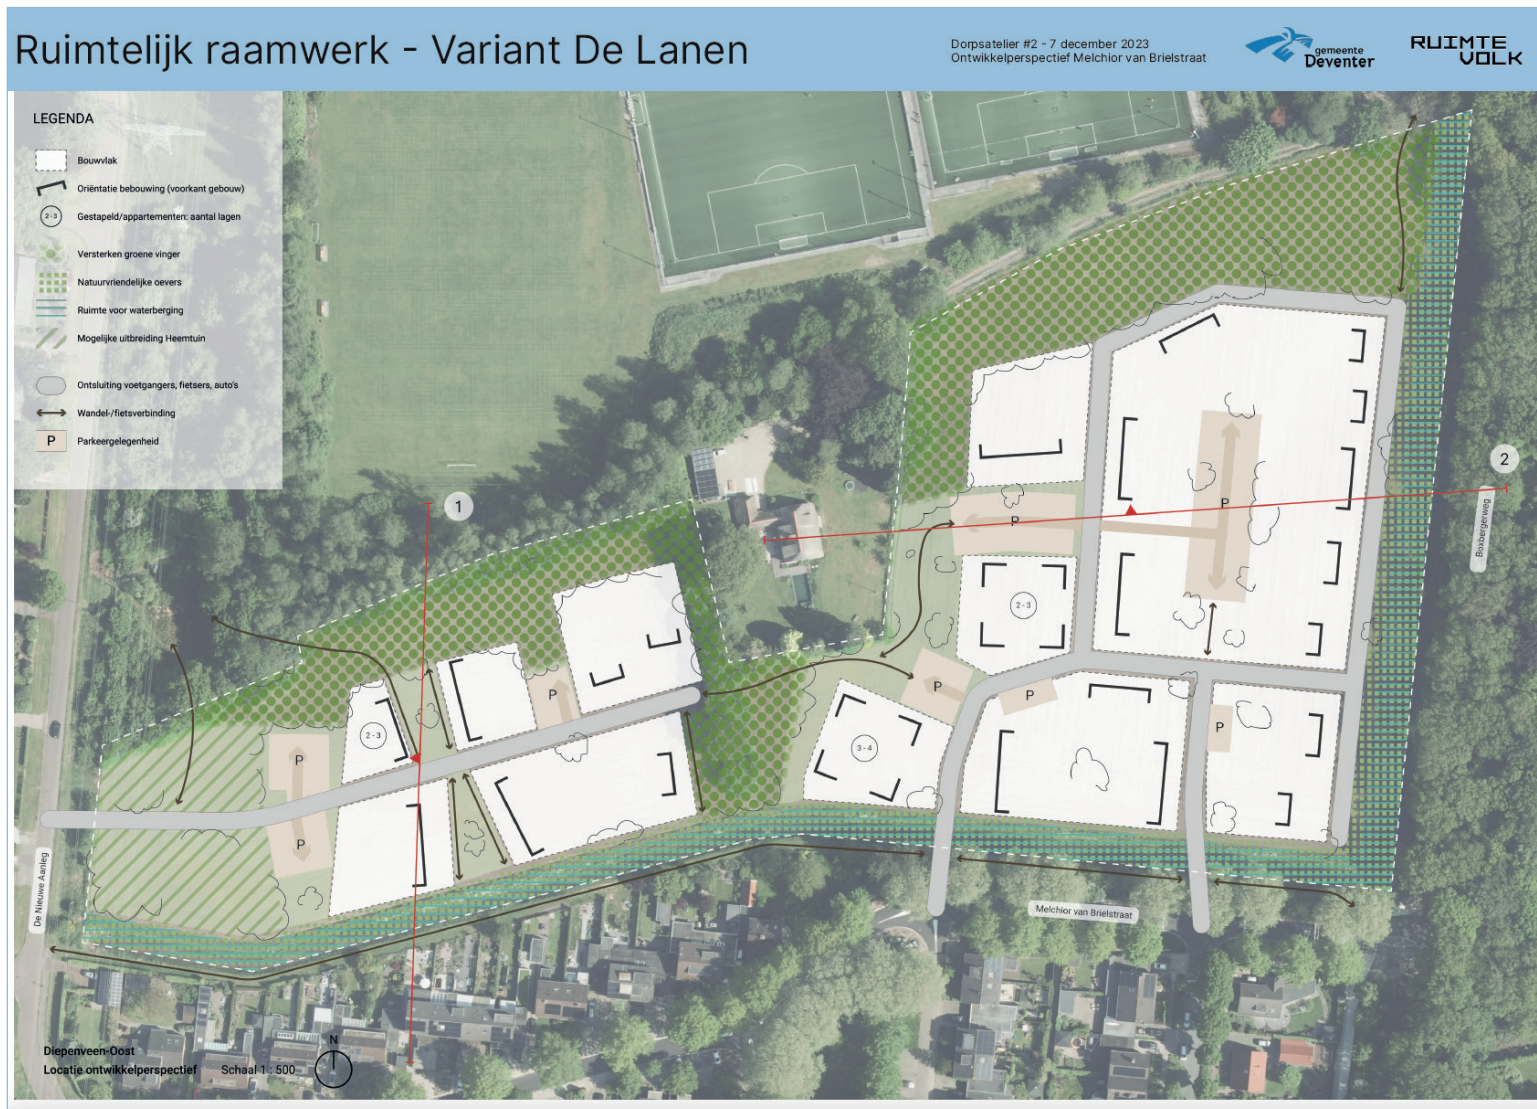 Ruimtelijk raamwerk - Variant De Lanen
Dorpsatelier #2 - 7 december 2023
Ontwikkelperspectief Melchior van Brielstraat
gemeente
Deventer
RUIMTE
VOLK
LEGENDA
Bouwvlak
Oriëntatie bebouwing (voorkant gebouw)
2-3
Gestapeld/appartementen: aantal lagen
Versterken groene vinger
Natuurvriendelijke oevers
Ruimte voor waterberging
Mogelijke uitbreiding Heemtuin
Ontsluiting voetgangers, fietsers, auto's
Wandel-/fietsverbinding
P
Parkeergelegenheid
1
2
Boxbergerweg
P
P
2-3
P
P
P
P
2-3
P
3-4
P
P
De Nieuwe Aanleg
Melchior van Brielstraat
Diepenveen-Oost
Locatie ontwikkelperspectief
Schaal 1 : 500
N